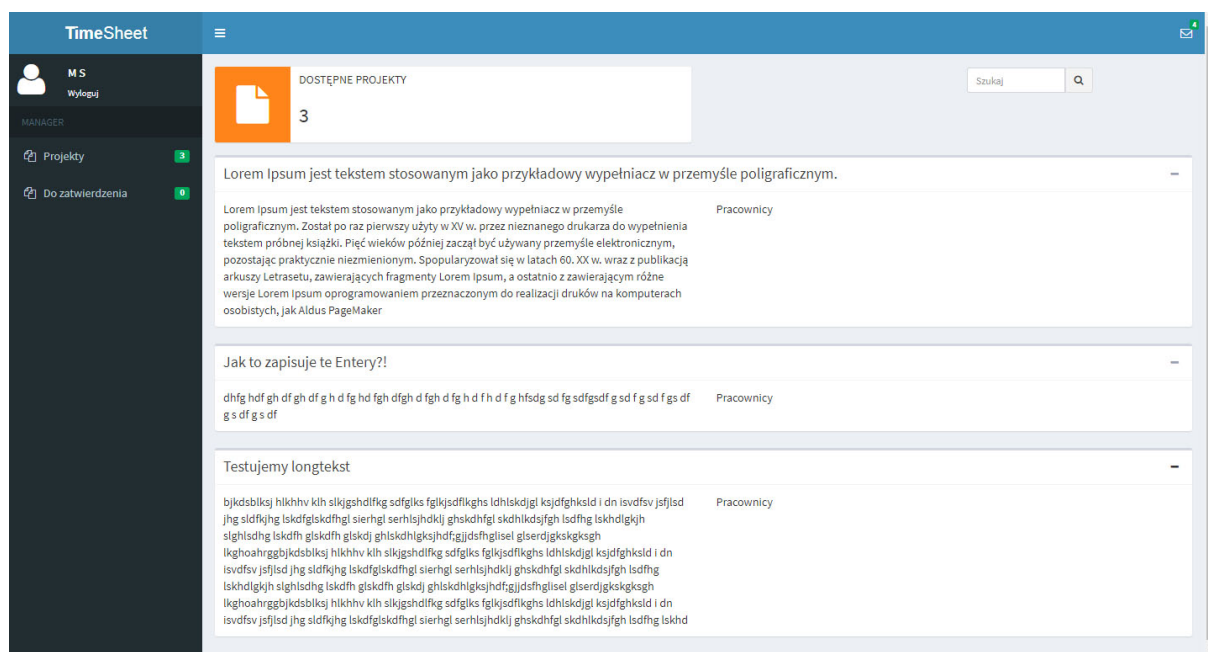 TimeSheet
4
M S
Wyloguj
MANAGER
Projekty 3
Do zatwierdzenia 0
DOSTĘPNE PROJEKTY
3
Szukaj
Lorem Ipsum jest tekstem stosowanym jako przykładowy wypełniacz w przemyśle poligraficznym.
Lorem Ipsum jest tekstem stosowanym jako przykładowy wypełniacz w przemyśle
poligraficznym. Został po raz pierwszy użyty w XV w. przez nieznanego drukarza do wypełnienia
tekstem próbnej książki. Pięć wieków później zaczął być używany przemyśle elektronicznym,
pozostając praktycznie niezmienionym. Spopularyzował się w latach 60. XX w. wraz z publikacją
arkuszy Letrasetu, zawierających fragmenty Lorem Ipsum, a ostatnio z zawierającym różne
wersje Lorem Ipsum oprogramowaniem przeznaczonym do realizacji druków na komputerach
osobistych, jak Aldus PageMaker
Pracownicy
Jak to zapisuje te Entery?!
dhfg hdf gh df gh df g h d fg hd fgh dfgh d fgh d fg h d f h d f g hfsdg sd fg sdfgsdf g sd f g sd f gs df
g s df g s df
Pracownicy
Testujemy longtekst
bjkdsblksj hlkhhv klh slkjgshdlfkg sdfglks fglkjsdflkghs ldhlskdjgl ksjdfghksld i dn isvdfsv jsfjlsd
jhg sldfkjhg lskdfglskdfhgl sierhgl serhlsjhdklj ghskdhfgl skdhlkdsjfgh lsdfhg lskhdlgkjh
slghlsdhg lskdfh glskdfh glskdj ghlskdhlgksjhdf;gjjdsfhglisel glserdjgkskgksgh
lkghoahrggbjkdsblksj hlkhhv klh slkjgshdlfkg sdfglks fglkjsdflkghs ldhlskdjgl ksjdfghksld i dn
isvdfsv jsfjlsd jhg sldfkjhg lskdfglskdfhgl sierhgl serhlsjhdklj ghskdhfgl skdhlkdsjfgh lsdfhg
lskhdlgkjh slghlsdhg lskdfh glskdfh glskdj ghlskdhlgksjhdf;gjjdsfhglisel glserdjgkskgksgh
lkghoahrggbjkdsblksj hlkhhv klh slkjgshdlfkg sdfglks fglkjsdflkghs ldhlskdjgl ksjdfghksld i dn
isvdfsv jsfjlsd jhg sldfkjhg lskdfglskdfhgl sierhgl serhlsjhdklj ghskdhfgl skdhlkdsjfgh lsdfhg lskhd
Pracownicy